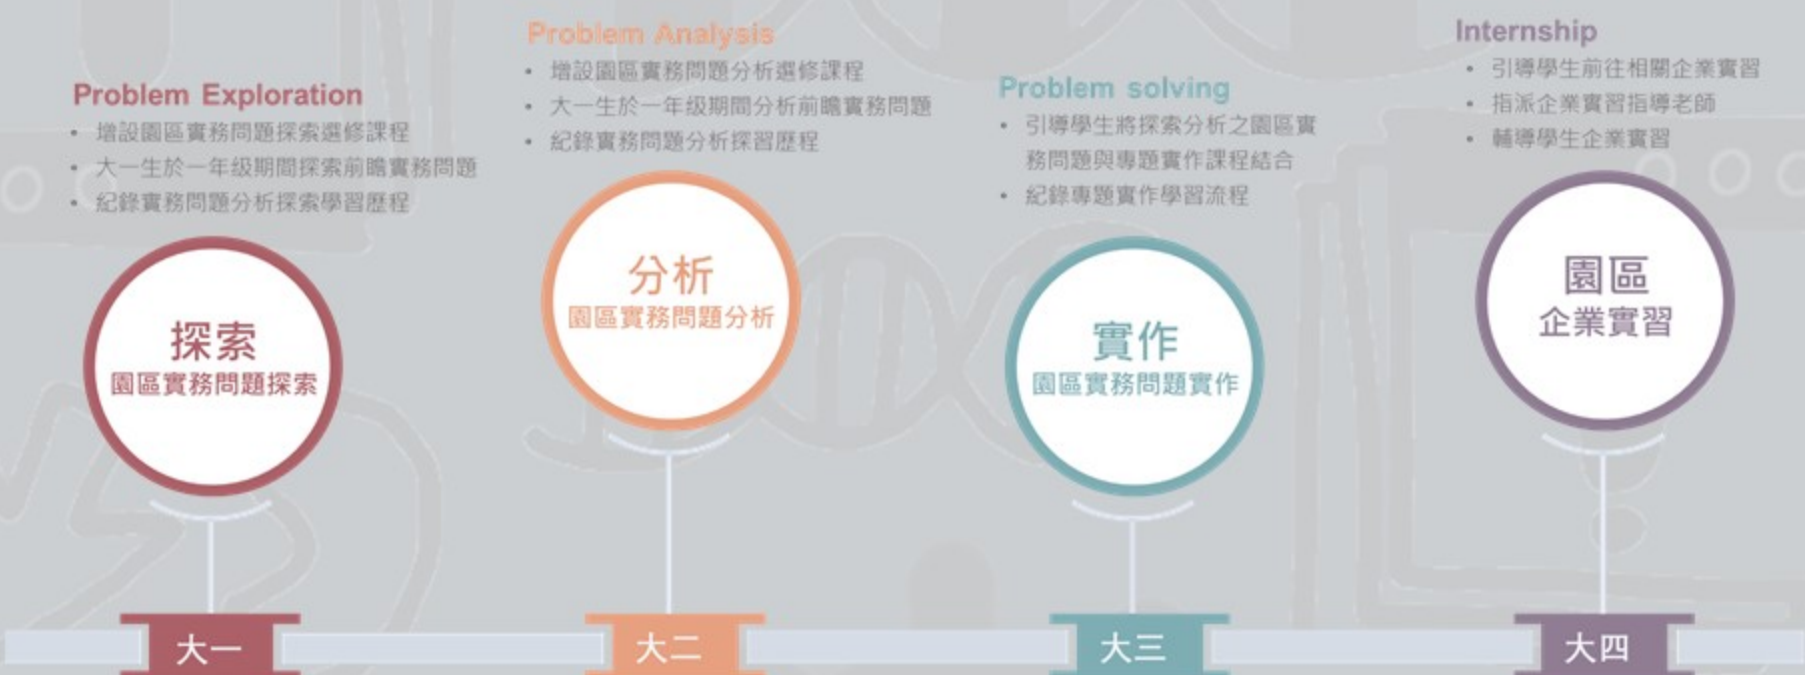 Problem Exploration
• 增設園區實務問題探索選修課程
• 大一生於一年級期間探索前瞻實務問題
• 紀錄實務問題分析探索學習歷程
探索
園區實務問題探索
大一
Problem Analysis
• 增設園區實務問題分析選修課程
• 大一生於一年級期間分析前瞻實務問題
• 紀錄實務問題分析探習歷程
分析
園區實務問題分析
大二
Problem solving
• 引導學生將探索分析之園區實
務問題與專題實作課程結合
• 紀錄專題實作學習流程
實作
園區實務問題實作
大三
Internship
• 引導學生前往相關企業實習
• 指派企業實習指導老師
• 輔導學生企業實習
園區
企業實習
大四